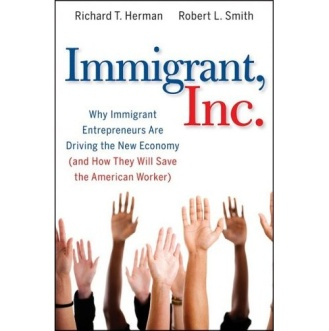 Richard T. Herman Robert L. Smith
Immigrant,
Inc.
Why Immigrant
Entrepreneurs Are
Driving the New Economy
(and How They Will Save
the American Worker)